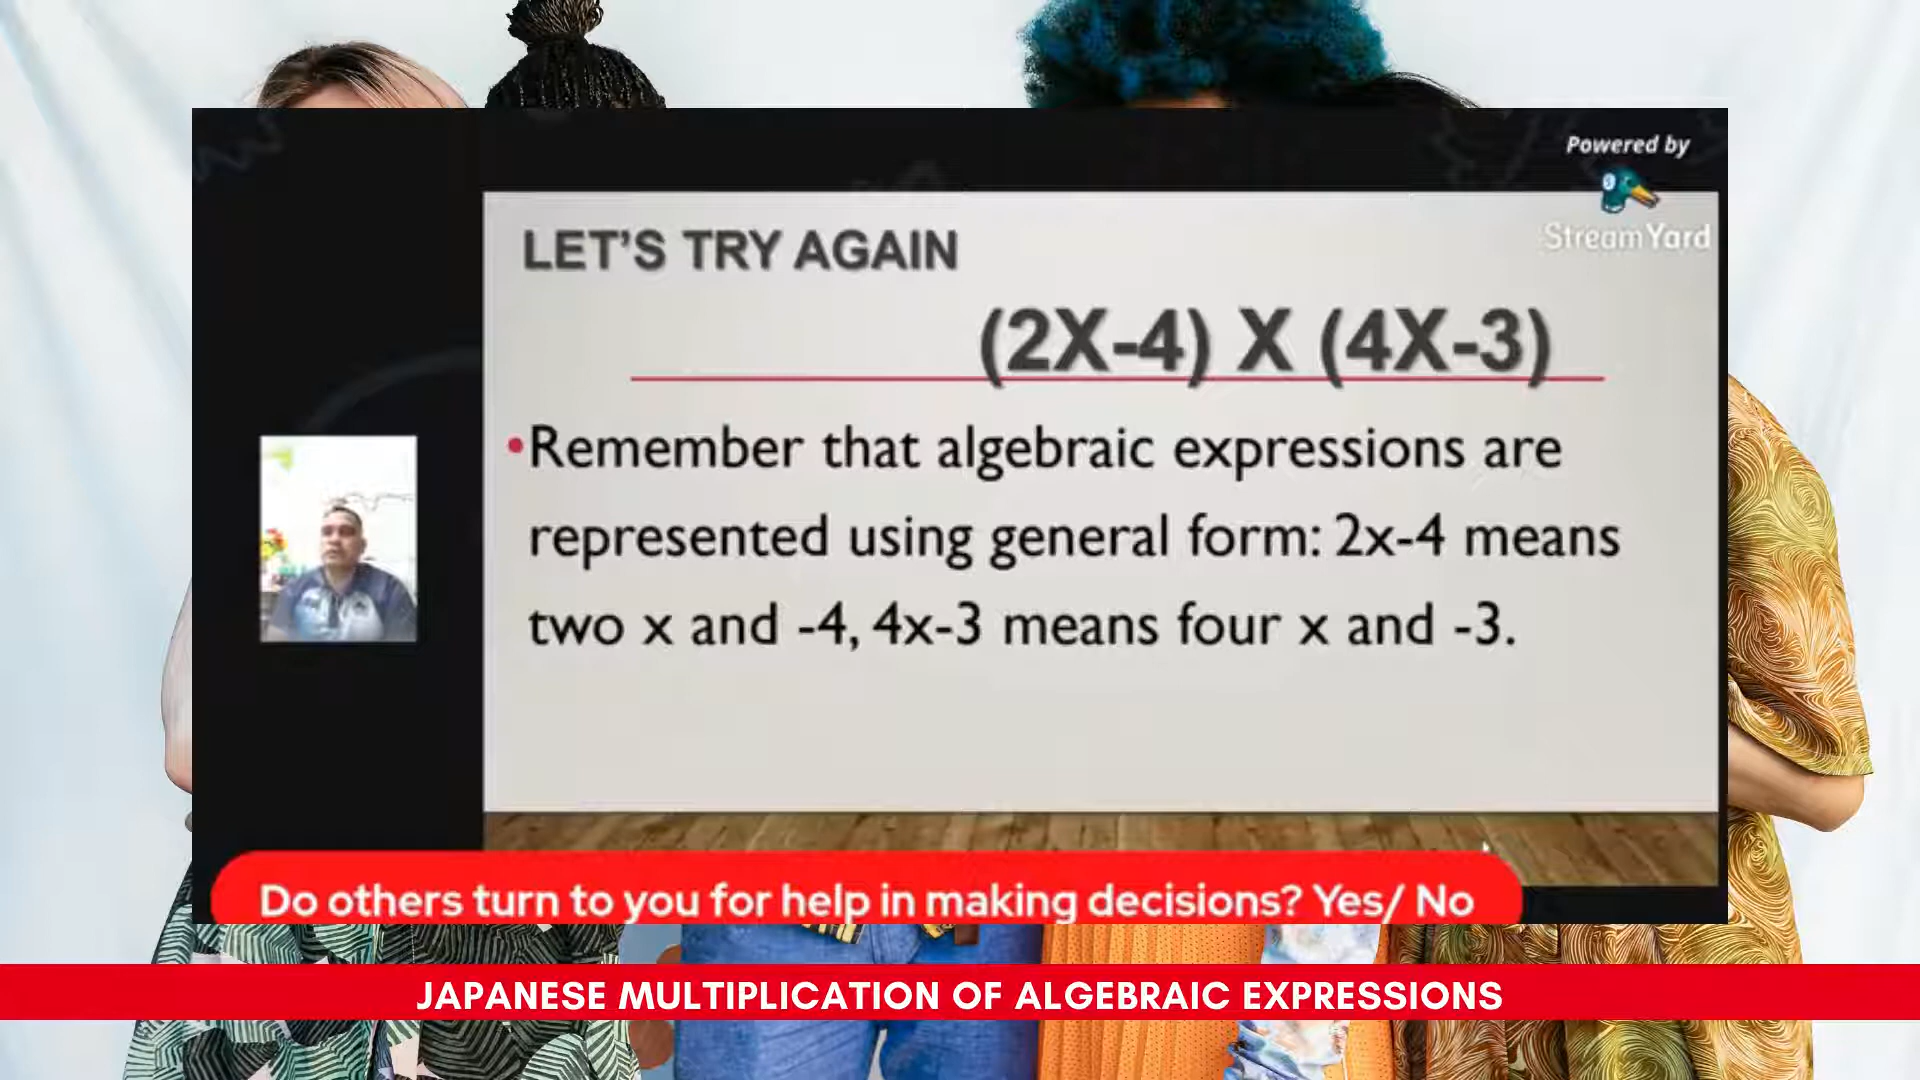 Powered by
StreamYard
LET'S TRY AGAIN
(2X-4) X (4X-3)
•Remember that algebraic expressions are
represented using general form: 2x-4 means
two x and -4, 4x-3 means four x and -3.
Do others turn to you for help in making decisions? Yes/ No
JAPANESE MULTIPLICATION OF ALGEBRAIC EXPRESSIONS